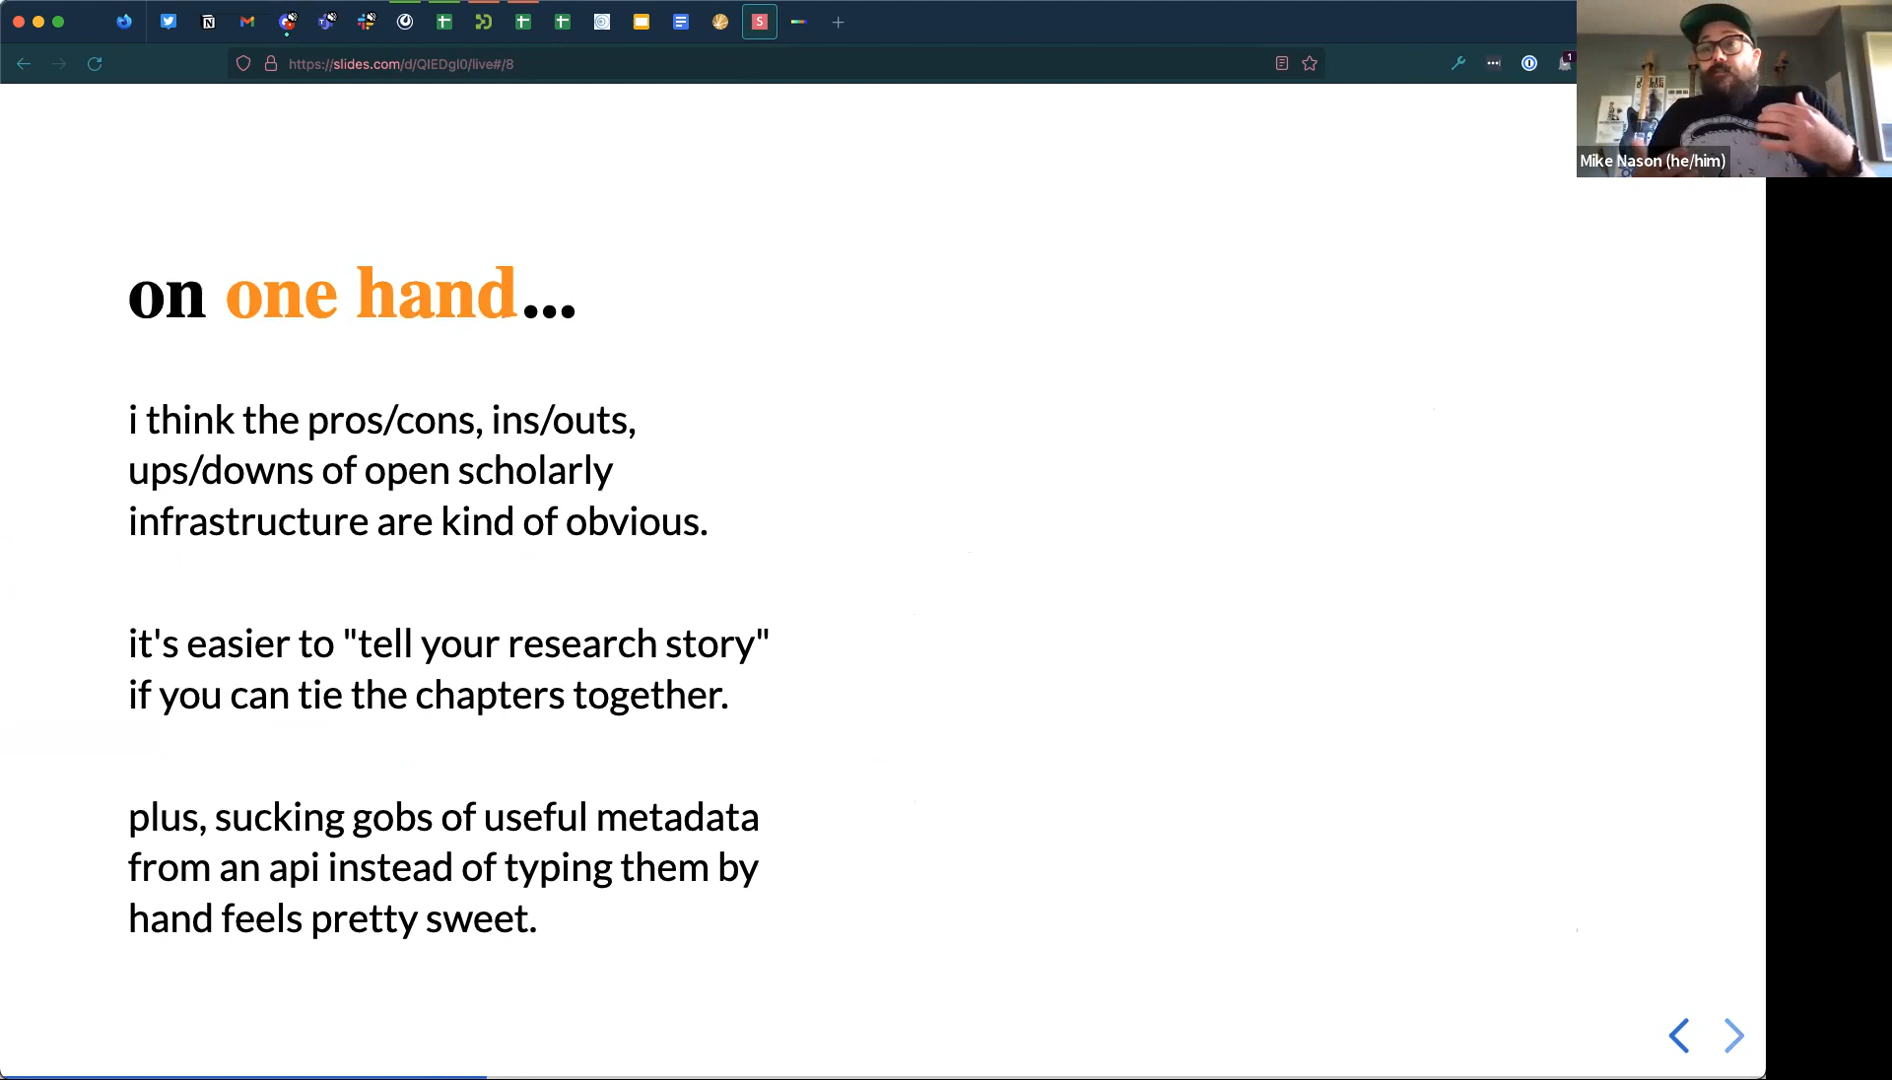 https://slides.com/d/QIEDgl0/live#/8
S
1
Mike Nason (he/him)
on one hand...
i think the pros/cons, ins/outs,
ups/downs of open scholarly
infrastructure are kind of obvious.
it's easier to "tell your research story"
if you can tie the chapters together.
plus, sucking gobs of useful metadata
from an api instead of typing them by
hand feels pretty sweet.